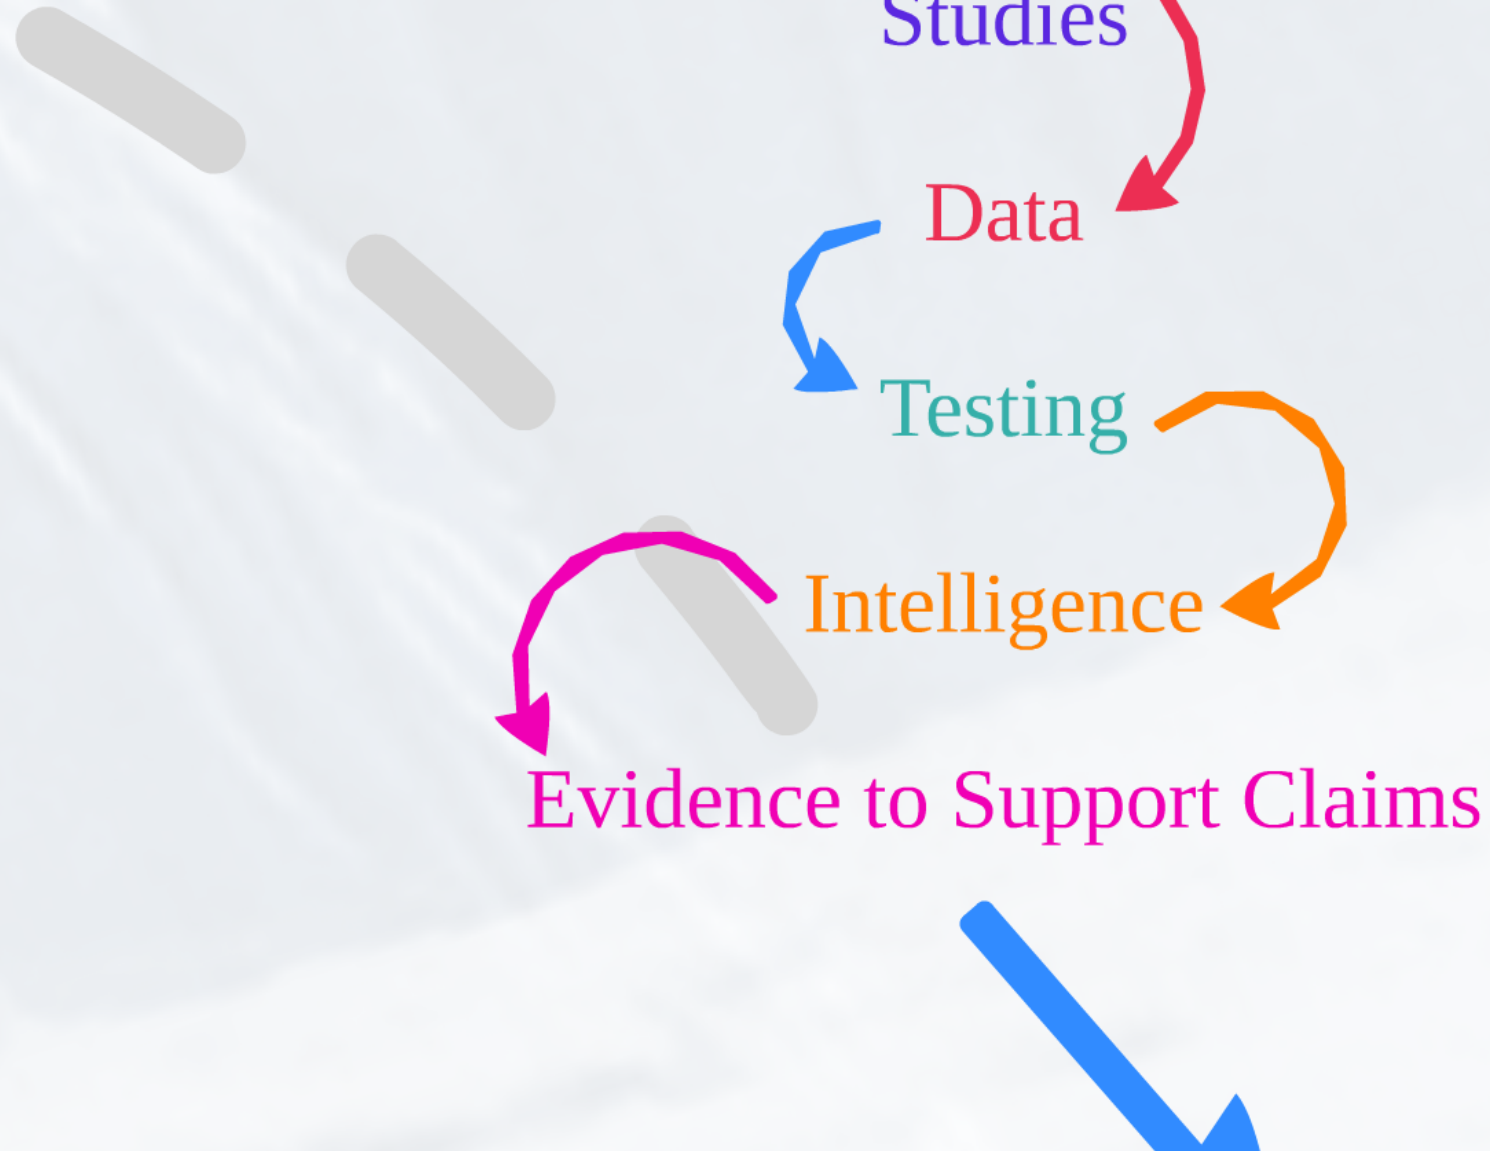 Studies
Data
Testing
Intelligence
Evidence to Support Claims